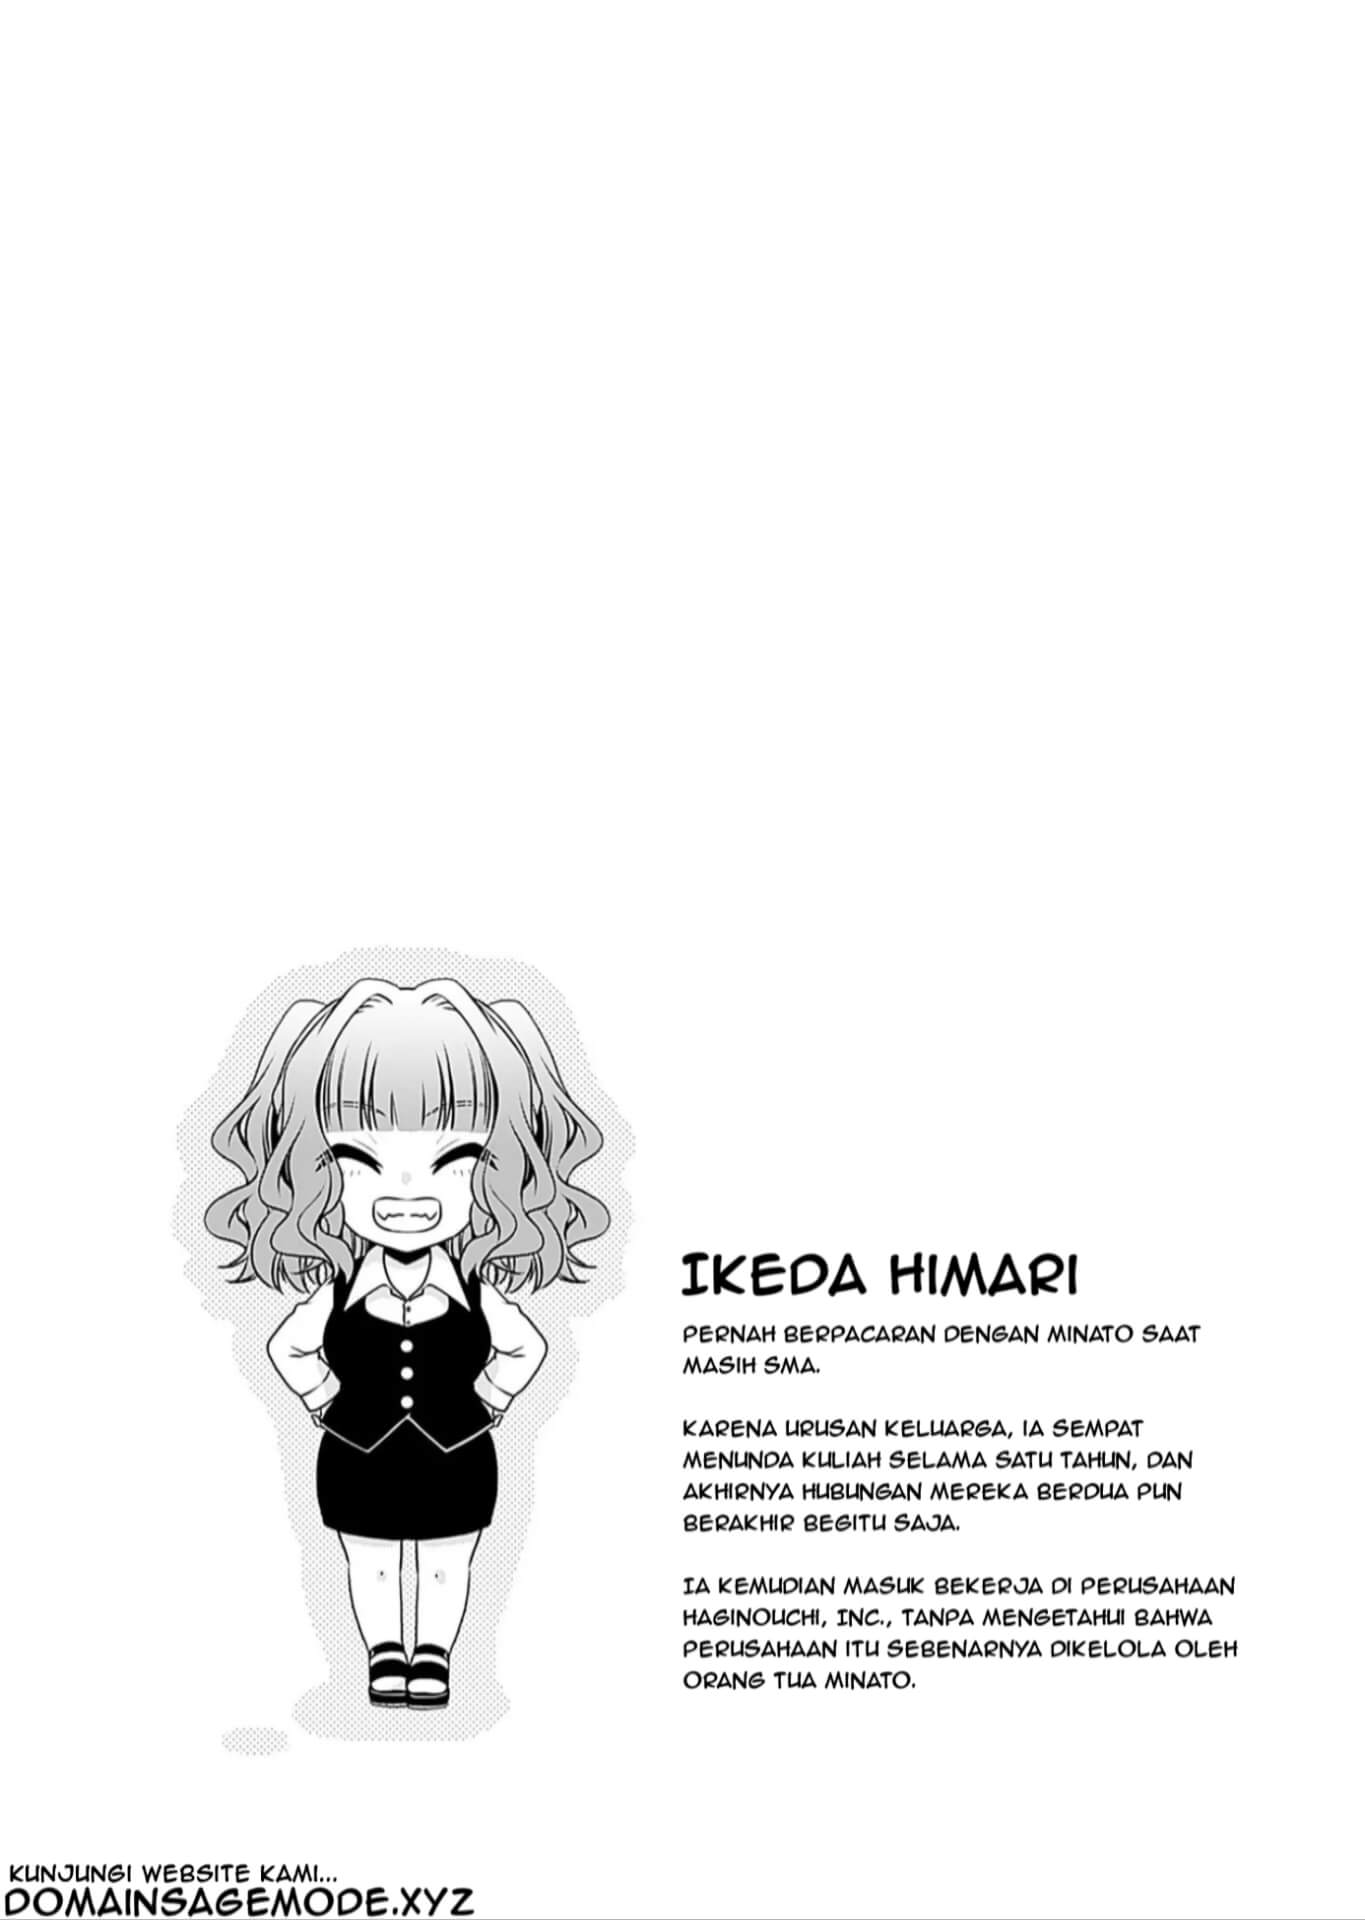 IKEDA HIMARI
PERNAH BERPACARAN DENGAN MINATO SAAT
MASIH SMA.
KARENA URUSAN KELUARGA, IA SEMPAT
MENUNDA KULIAH SELAMA SATU TAHUN, DAN
AKHIRNYA HUBUNGAN MEREKA BERDUA PUN
BERAKHIR BEGITU SAJA.
IA KEMUDIAN MASUK BEKERJA DI PERUSAHAAN
HAGINOUCHI, INC., TANPA MENGETAHUI BAHWA
PERUSAHAAN ITU SEBENARNYA DIKELOLA OLEH
ORANG TUA MINATO.
KUNJUNGI WEBSITE KAMI...
DOMAINSAGEMODE.XYZ